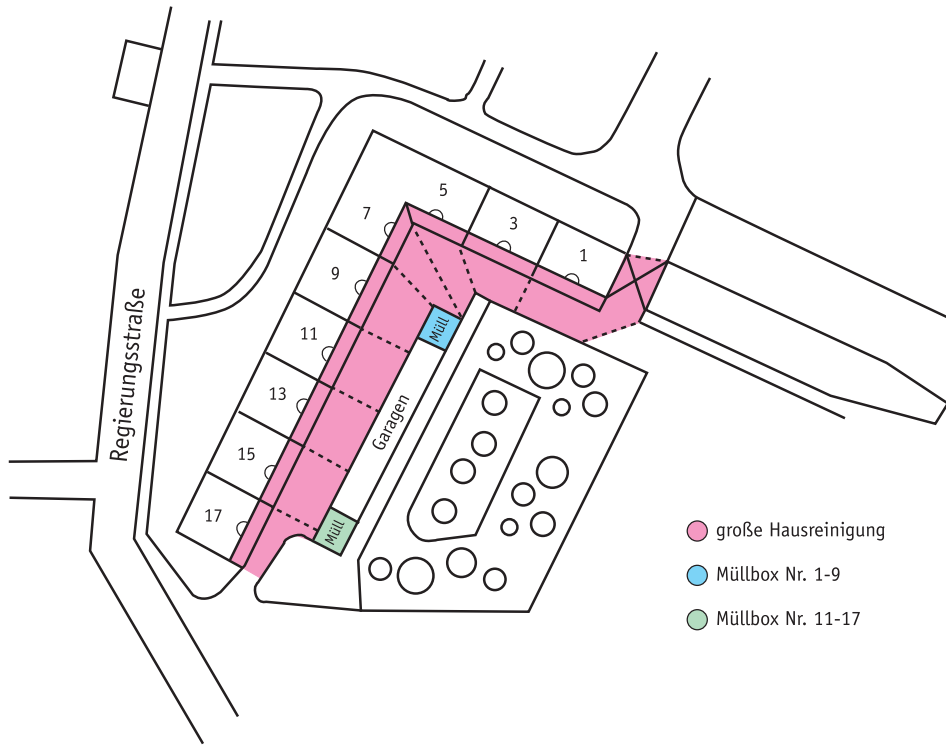 5
3
1
7
9
11
13
15
17
Regierungsstraße
Müll
Garagen
Müll
große Hausreinigung
Müllbox Nr. 1-9
Müllbox Nr. 11-17